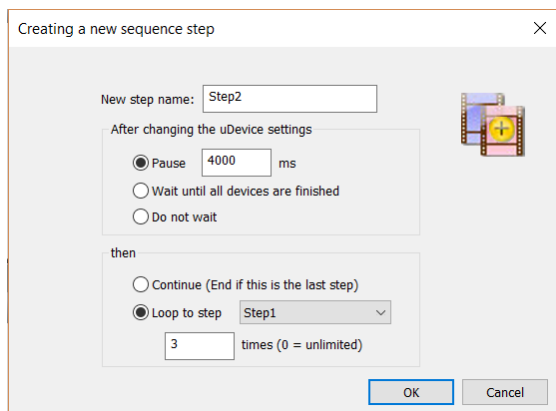 Creating a new sequence step
New step name: Step2
After changing the uDevice settings
Pause 4000 ms
Wait until all devices are finished
Do not wait
then
Continue (End if this is the last step)
Loop to step Step1
3 times (0 = unlimited)
OK Cancel